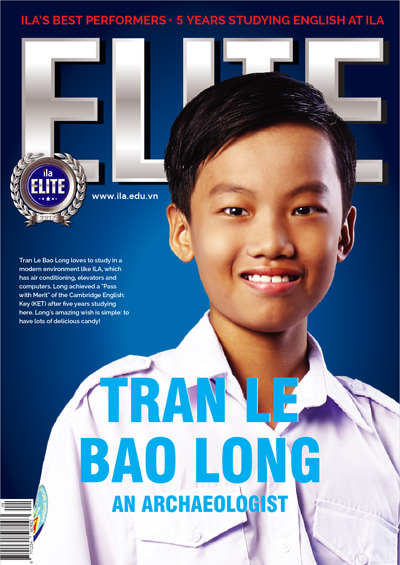 ILA'S BEST PERFORMERS • 5 YEARS STUDYING ENGLISH AT ILA
ELITE
ila
ELITE
www.ila.edu.vn
Tran Le Bao Long loves to study in a
modern environment like ILA, which
has air conditioning, elevators and
computers. Long achieved a "Pass
with Merit" of the Cambridge English:
Key (KET) after five years studying
here. Long's amazing wish is simple: to
have lots of delicious candy!
TRAN LE
BAO LONG
AN ARCHAEOLOGIST